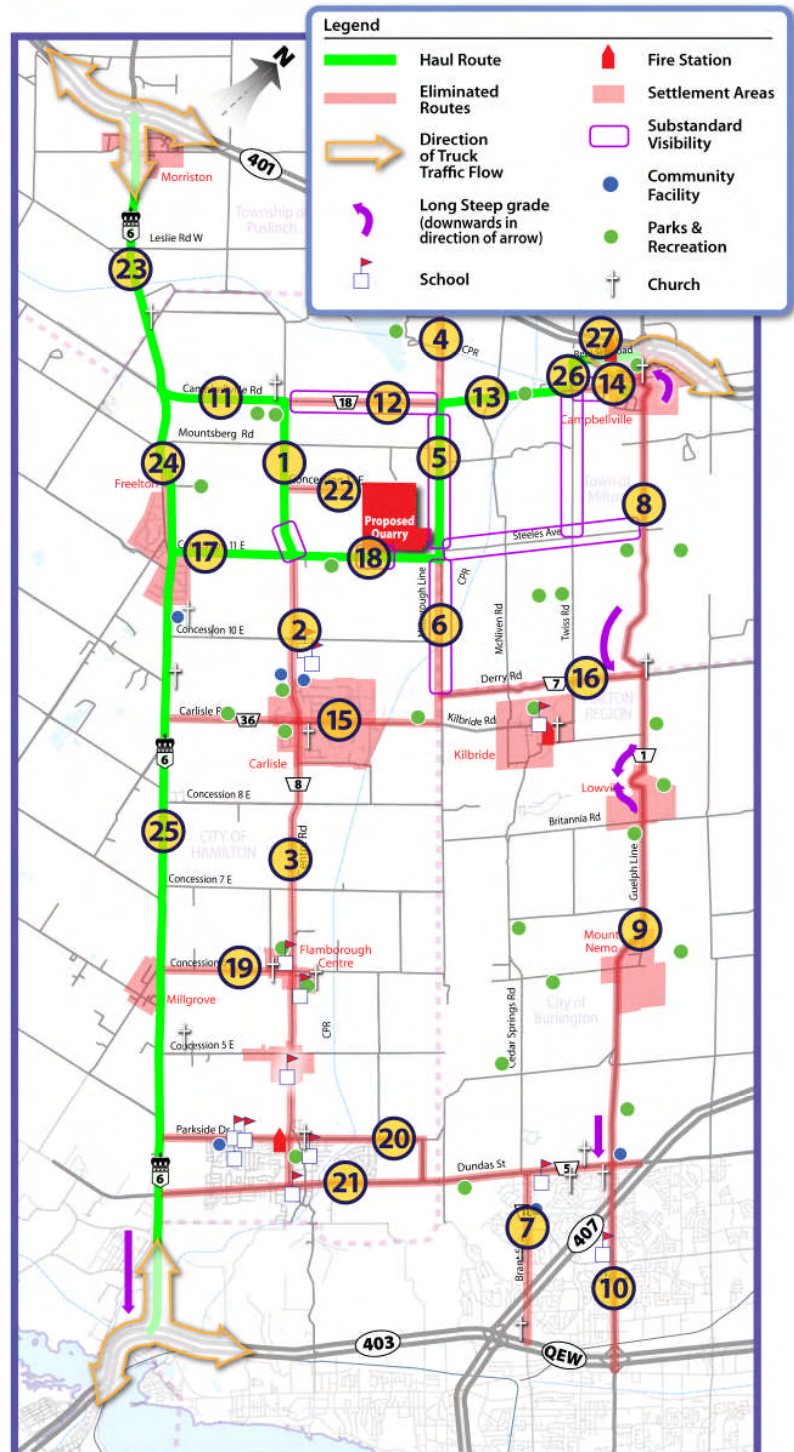 Legend
Haul Route
Eliminated
Routes
Direction
of Truck
Traffic Flow
Long Steep grade
(downwards in
direction of arrow)
School
Fire Station
Settlement Areas
Substandard
Visibility
Community
Facility
Parks &
Recreation
Church
N
401
Morriston
Township of
Puslinch
6
Leslie Rd W
23
4
CPR
27
26
14
Campbellville
11
18
12
13
Mountsberg Rd
24
1
5
Freelton
22
Proposed
Quarry
Town of
8
17
11 E
18
Steeles Ave
CPR
6
McNiven Rd
Twiss Rd
Concession 10 E
2
Derry Rd
7
16
REGION
36
15
Kilbride Rd
Carlisle
Kilbride
6
8
1
Concession 8 E
Britannia Rd
25
CITY OF
HAMILTON
3
Guelph Line
Concession 7 E
9
Mount
Nemo
19
Flamborough
Centre
Millgrove
City of
Burlington
Cedar Springs Rd
CPR
Concession 5 E
20
6
21
Dundas St
5
7
407
10
403
QEW